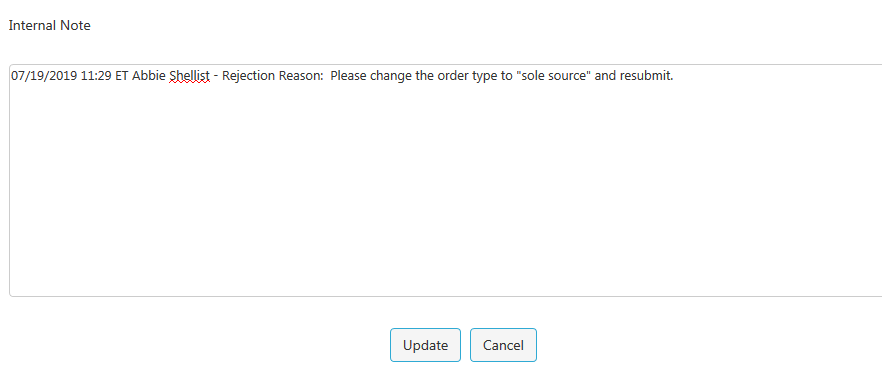 Internal Note
07/19/2019 11:29 ET Abbie Shellist - Rejection Reason:  Please change the order type to "sole source" and resubmit.
Update Cancel